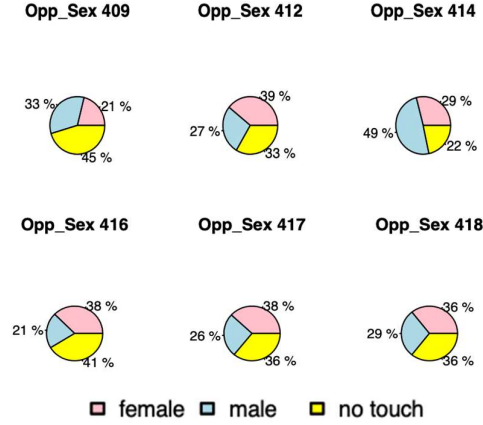 Opp_Sex 409 Opp_Sex 412 Opp_Sex 414
33 % 21 % 45 % 39 % 27 % 33 % 29 % 49 % 22 %
Opp_Sex 416 Opp_Sex 417 Opp_Sex 418
38 % 21 % 41 % 38 % 26 % 36 % 36 % 29 % 36 %
female male no touch